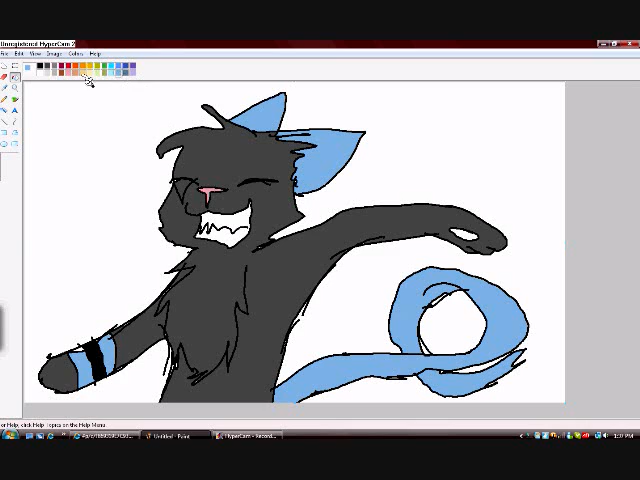 Unregistered HyperCam 2
File Edit View Image Colors Help
For Help, click Help Topics on the Help Menu.
Untitled - Paint
HyperCam - Record...
1:37 PM